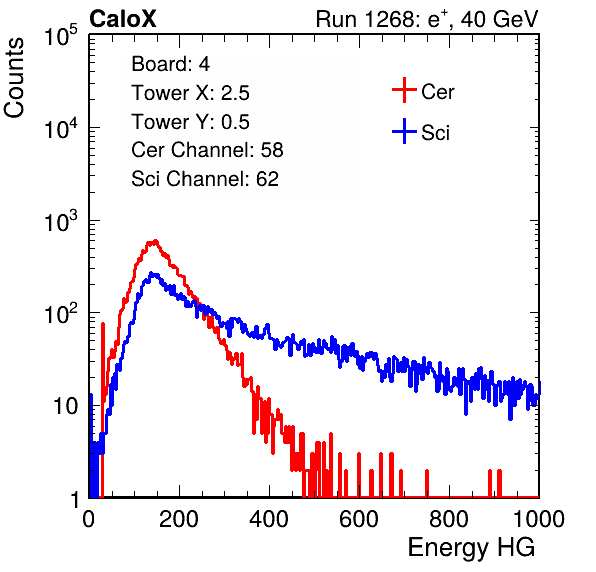 CaloX Run 1268: e⁺, 40 GeV
Counts
10⁵
10⁴
10³
10²
10
1
Board: 4
Tower X: 2.5
Tower Y: 0.5
Cer Channel: 58
Sci Channel: 62
Cer
Sci
0 200 400 600 800 1000
Energy HG